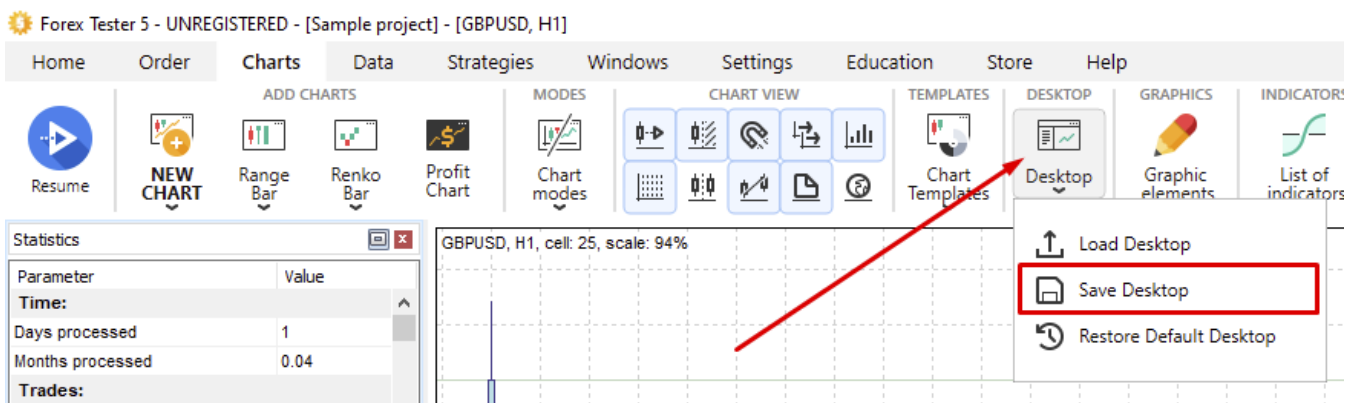 Forex Tester 5 - UNREGISTERED - [Sample project] - [GBPUSD, H1]
Home Order Charts Data Strategies Windows Settings Education Store Help
ADD CHARTS MODES CHART VIEW TEMPLATES DESKTOP GRAPHICS INDICATORS
Resume
NEW CHART
Range Bar
Renko Bar
Profit Chart
Chart modes
Chart Templates
Desktop
Graphic elements
List of indicators
Statistics
Parameter Value
Time:
Days processed 1
Months processed 0.04
Trades:
GBPUSD, H1, cell: 25, scale: 94%
Load Desktop
Save Desktop
Restore Default Desktop